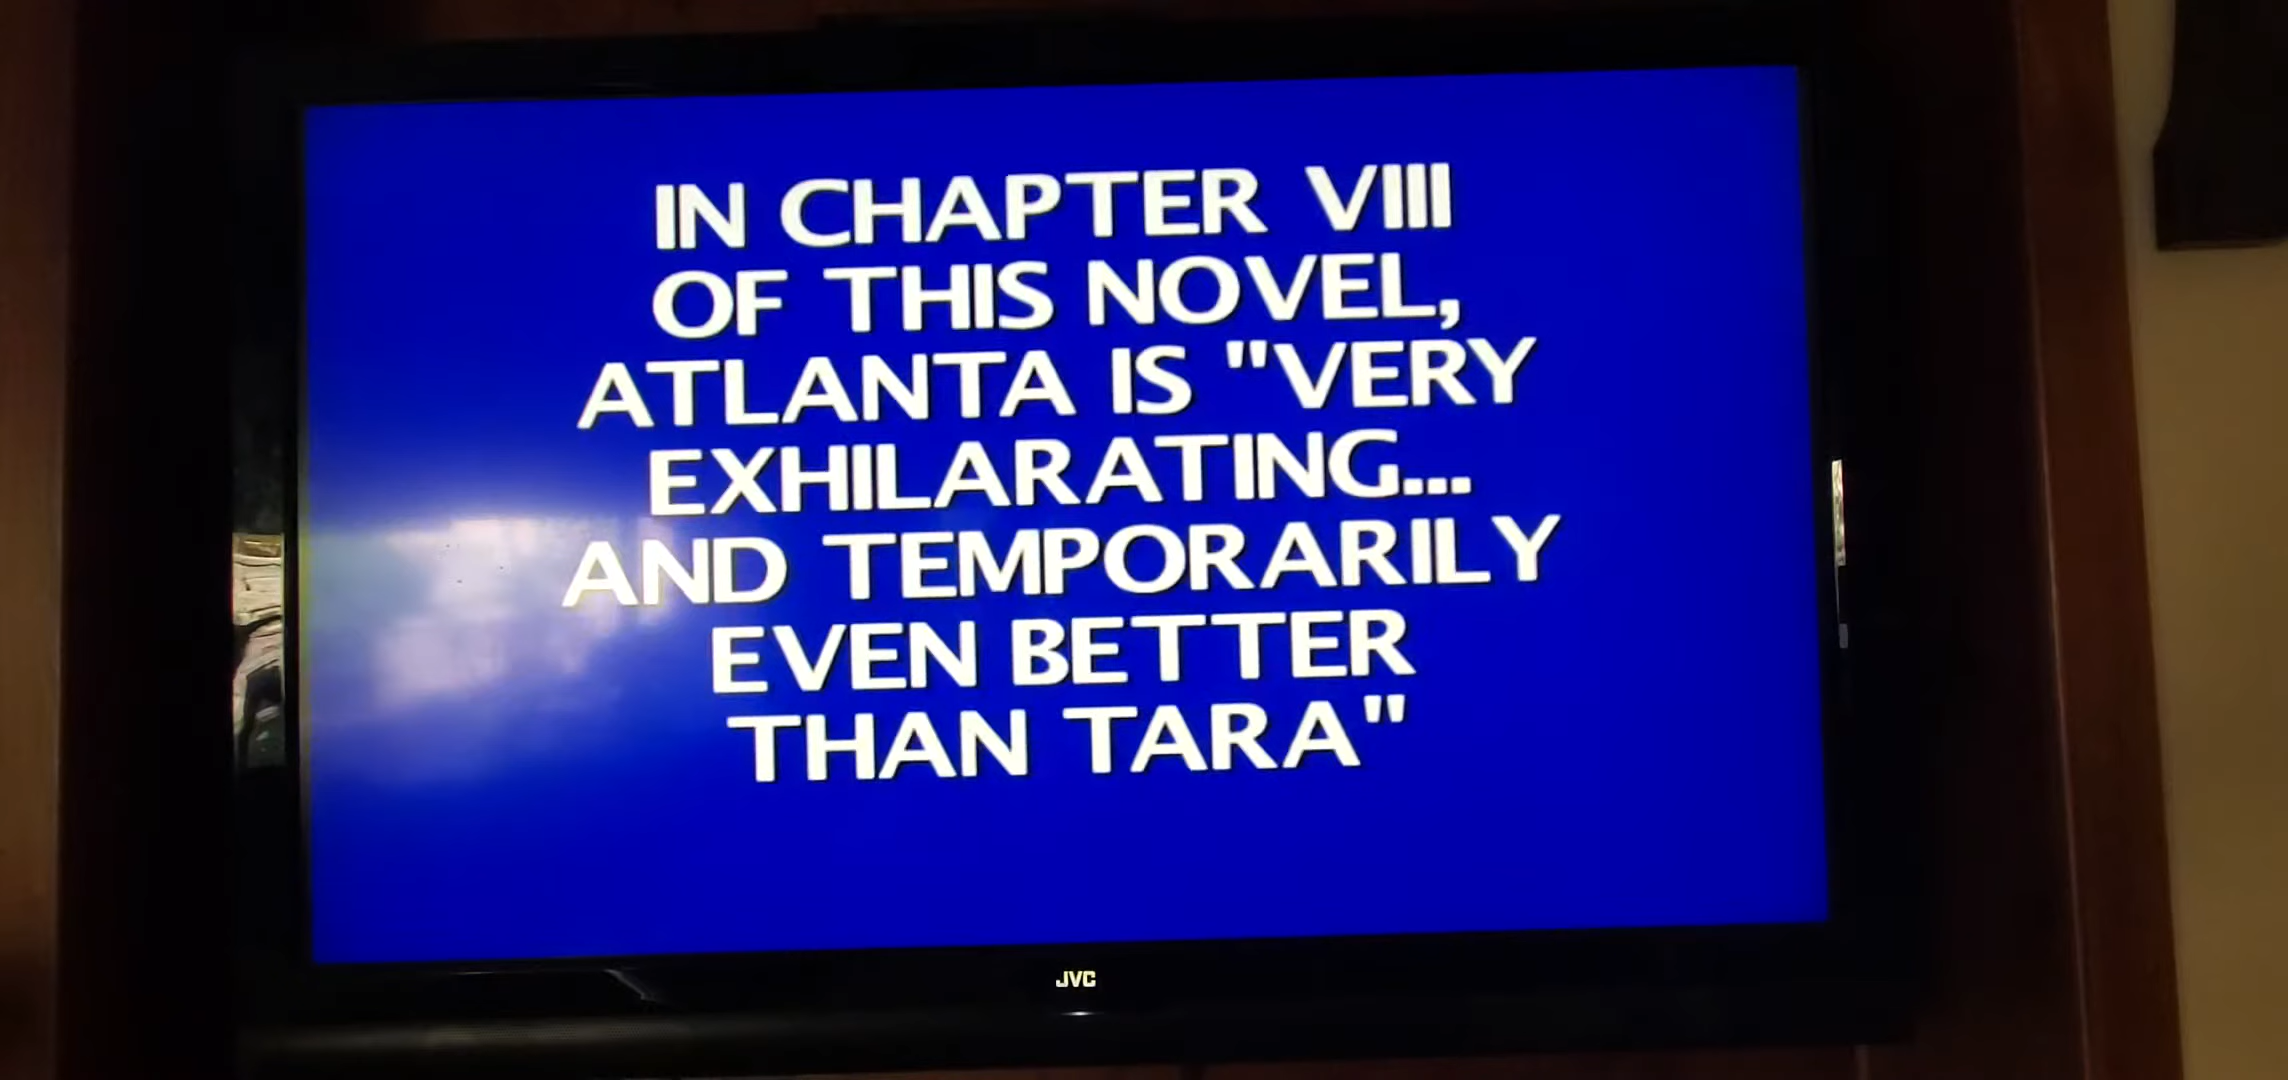 IN CHAPTER VIII
OF THIS NOVEL,
ATLANTA IS "VERY
EXHILARATING...
AND TEMPORARILY
EVEN BETTER
THAN TARA"
JVC